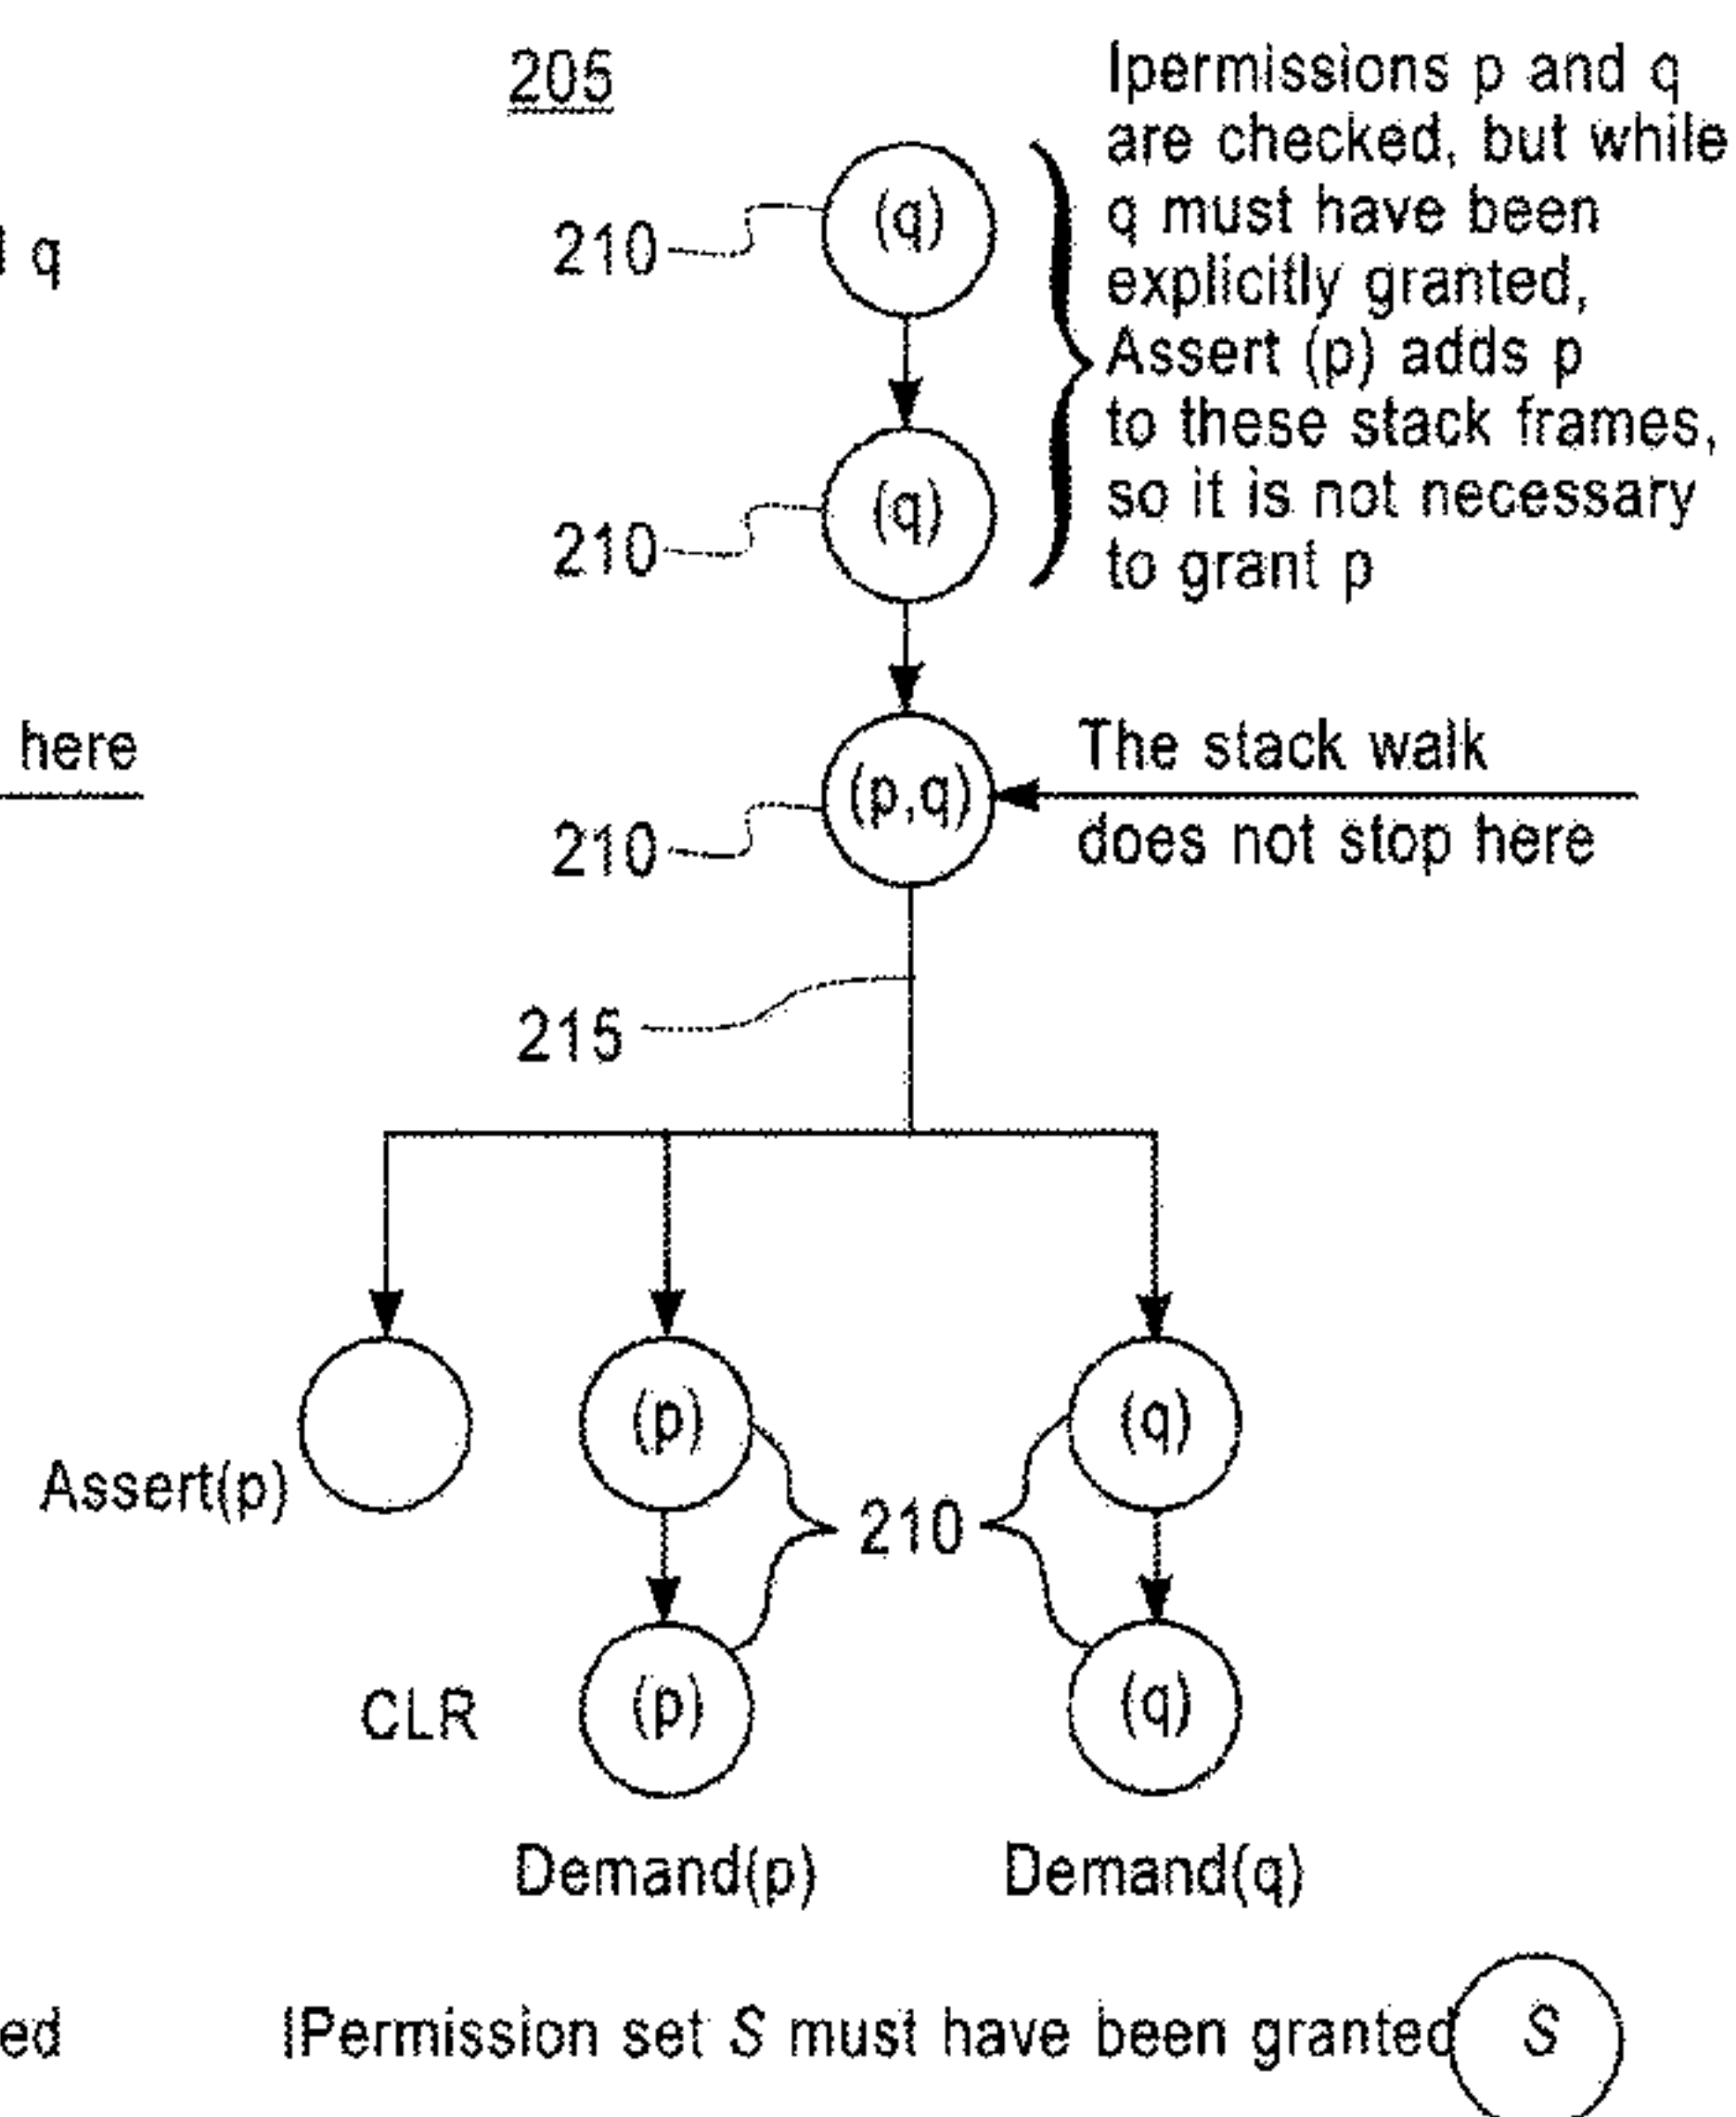 205
Ipermissions p and q
are checked, but while
q must have been
explicitly granted,
Assert (p) adds p
to these stack frames,
so it is not necessary
to grant p
q
210
(q)
210
(q)
here
210
(p,q)
The stack walk
does not stop here
215
Assert(p)
(p)
210
(q)
CLR
(p)
(q)
Demand(p)
Demand(q)
ed
IPermission set S must have been granted
S